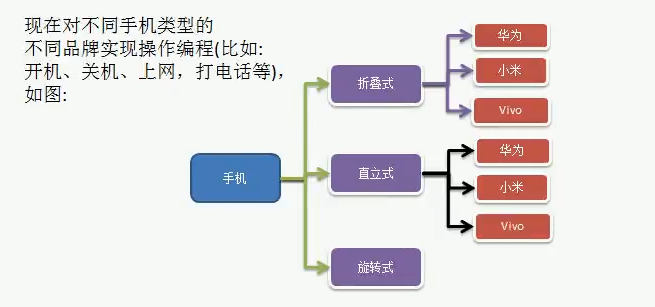 现在对不同手机类型的
不同品牌实现操作编程(比如:
开机、关机、上网，打电话等)，
如图:
手机
折叠式
华为
小米
Vivo
直立式
华为
小米
Vivo
旋转式